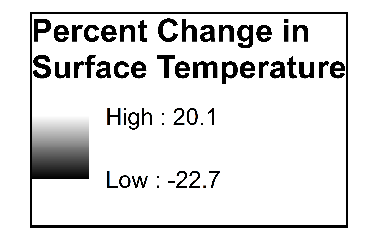 Percent Change in
Surface Temperature
High : 20.1
Low : -22.7